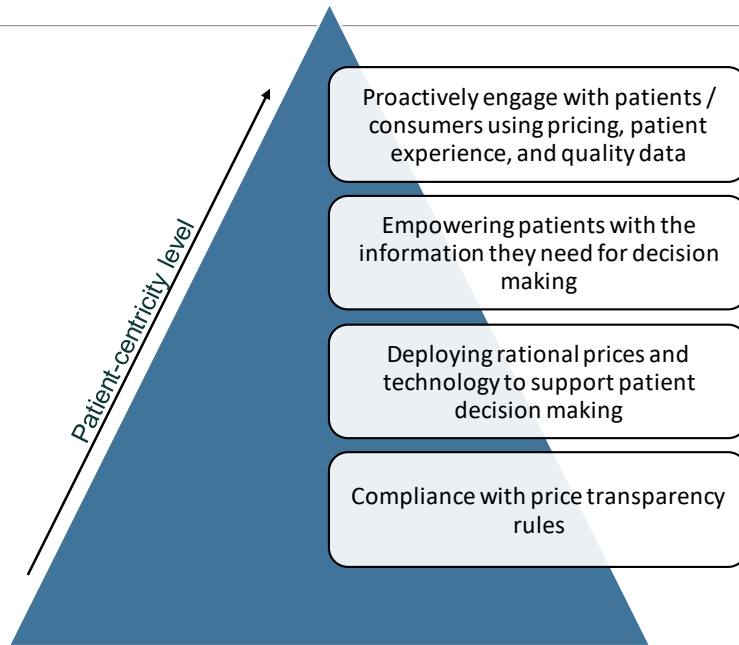 Proactively engage with patients /
consumers using pricing, patient
experience, and quality data
Empowering patients with the
information they need for decision
making
Deploying rational prices and
technology to support patient
decision making
Compliance with price transparency
rules
Patient-centricity level